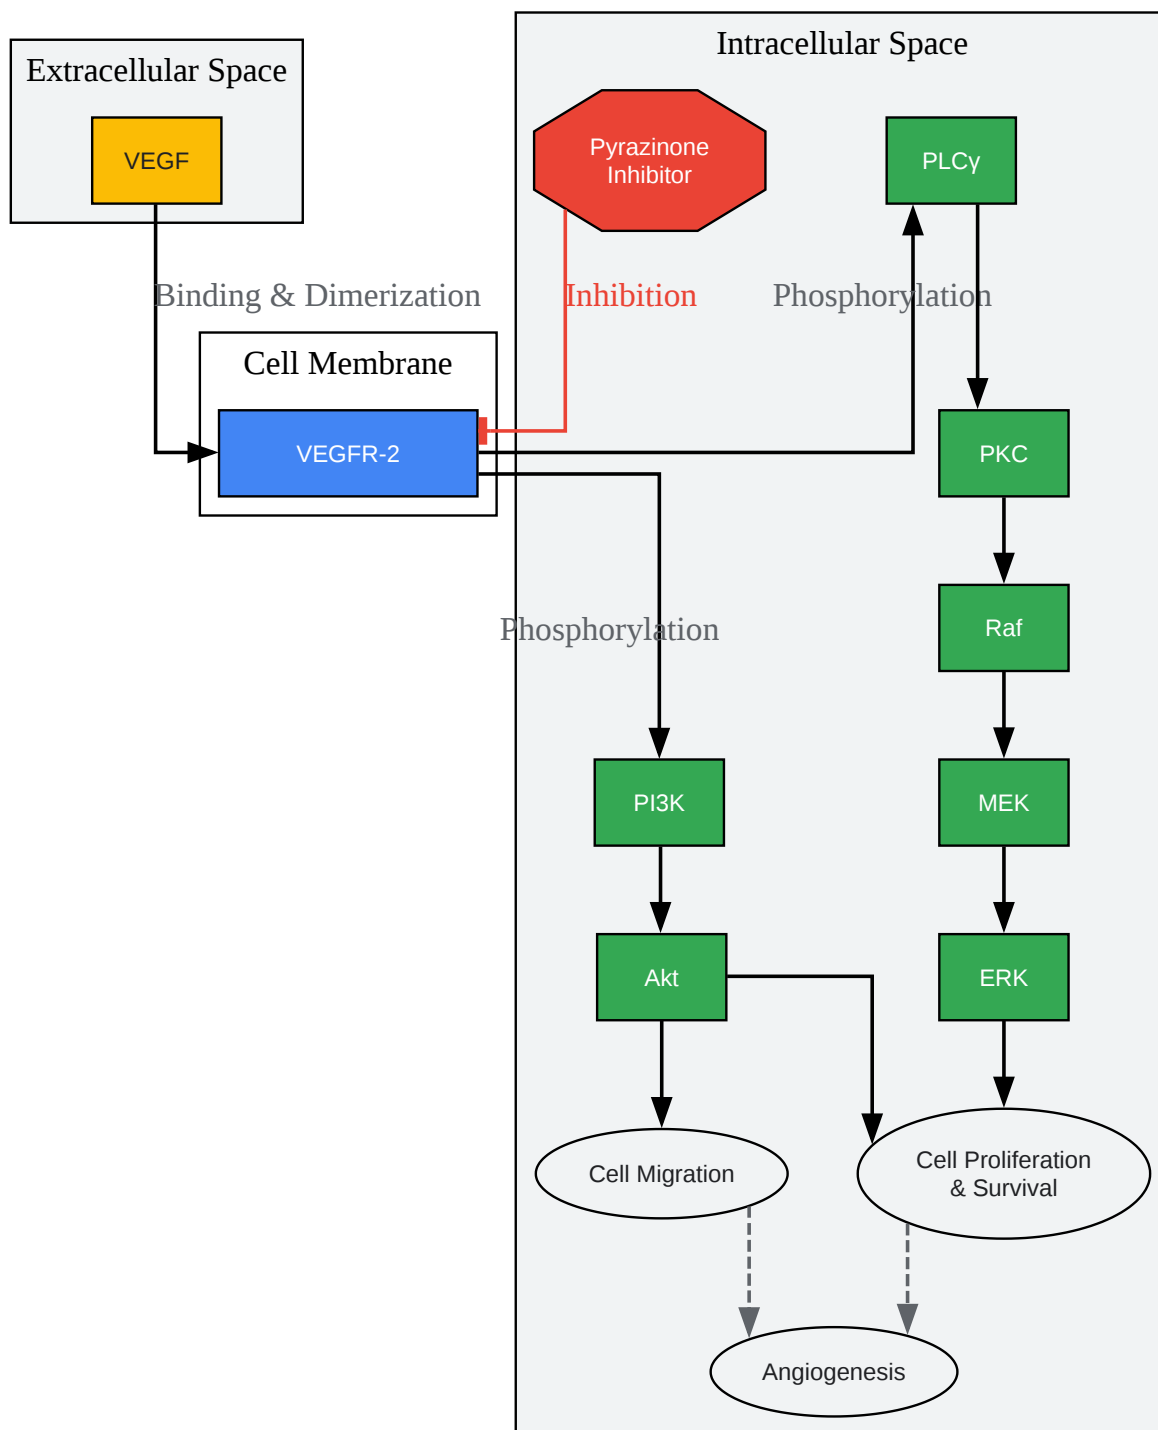 Intracellular Space
Extracellular Space
VEGF
Pyrazinone
Inhibitor
PLCγ
Binding & Dimerization
Inhibition
Phosphorylation
Cell Membrane
VEGFR-2
PKC
Phosphorylation
Raf
PI3K
MEK
Akt
ERK
Cell Migration
Cell Proliferation
& Survival
Angiogenesis